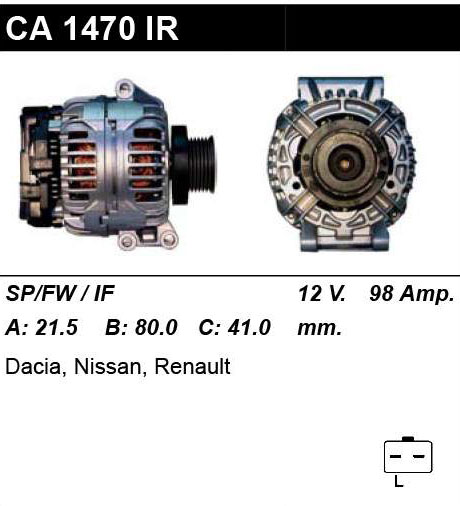 CA 1470 IR
SP/FW / IF 12 V. 98 Amp.
A: 21.5 B: 80.0 C: 41.0 mm.
Dacia, Nissan, Renault
L